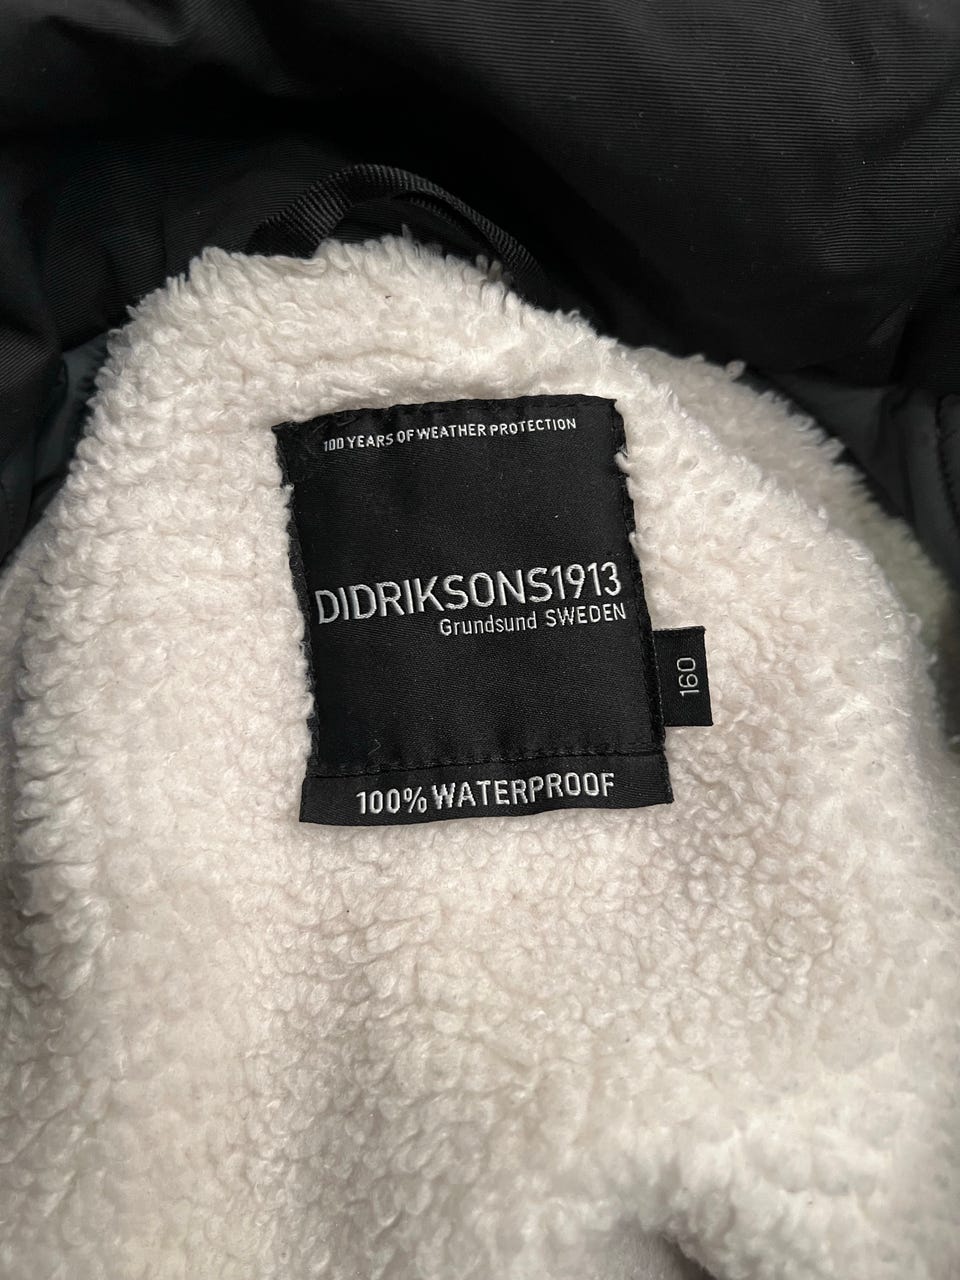 100 YEARS OF WEATHER PROTECTION
DIDRIKSONS1913
Grundsund SWEDEN
160
100% WATERPROOF